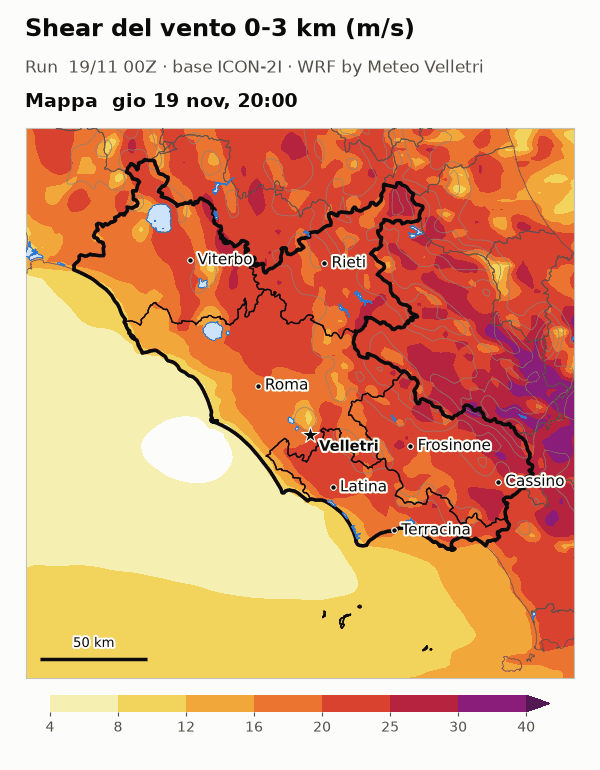 Shear del vento 0-3 km (m/s)
Run  19/11 00Z · base ICON-2I · WRF by Meteo Velletri
Mappa  gio 19 nov, 20:00
Viterbo
Rieti
Roma
Velletri
Frosinone
Cassino
Latina
Terracina
50 km
4 8 12 16 20 25 30 40